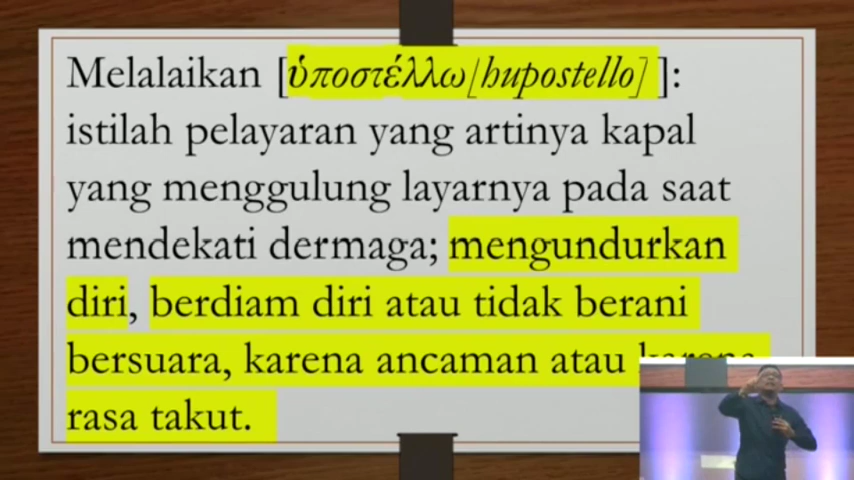 Melalaikan [ὑποστέλλω[hupostello] ]:
istilah pelayaran yang artinya kapal
yang menggulung layarnya pada saat
mendekati dermaga; mengundurkan
diri, berdiam diri atau tidak berani
bersuara, karena ancaman atau karena
rasa takut.